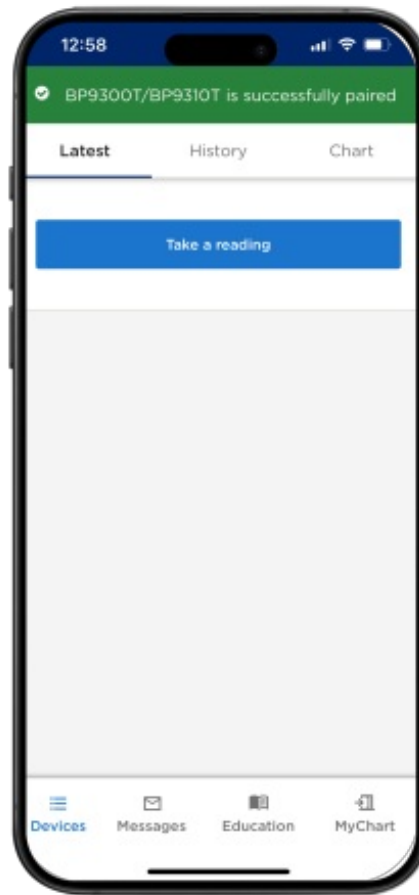 12:58
BP9300T/BP9310T is successfully paired
Latest History Chart
Take a reading
Devices Messages Education MyChart